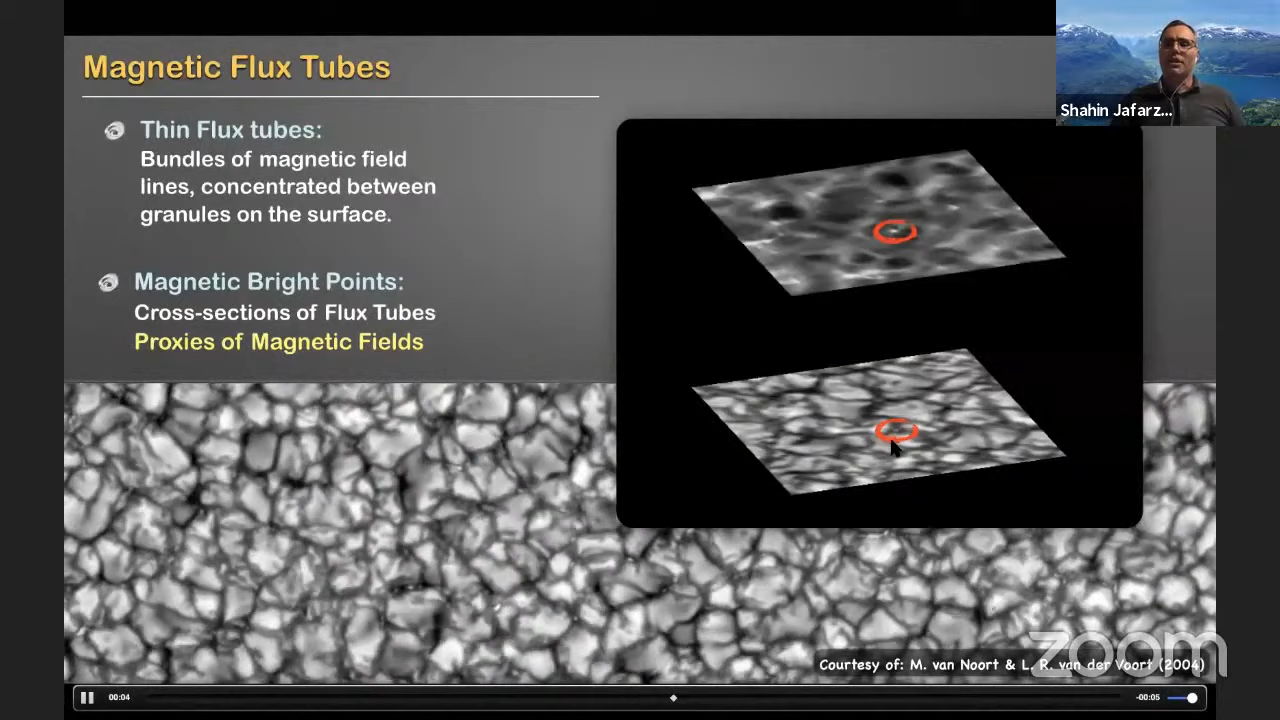 Magnetic Flux Tubes
Thin Flux tubes:
Bundles of magnetic field
lines, concentrated between
granules on the surface.
Magnetic Bright Points:
Cross-sections of Flux Tubes
Proxies of Magnetic Fields
Shahin Jafarz...
zoom
Courtesy of: M. van Noort & L. R. van der Voort (2004)
00:04
-00:05